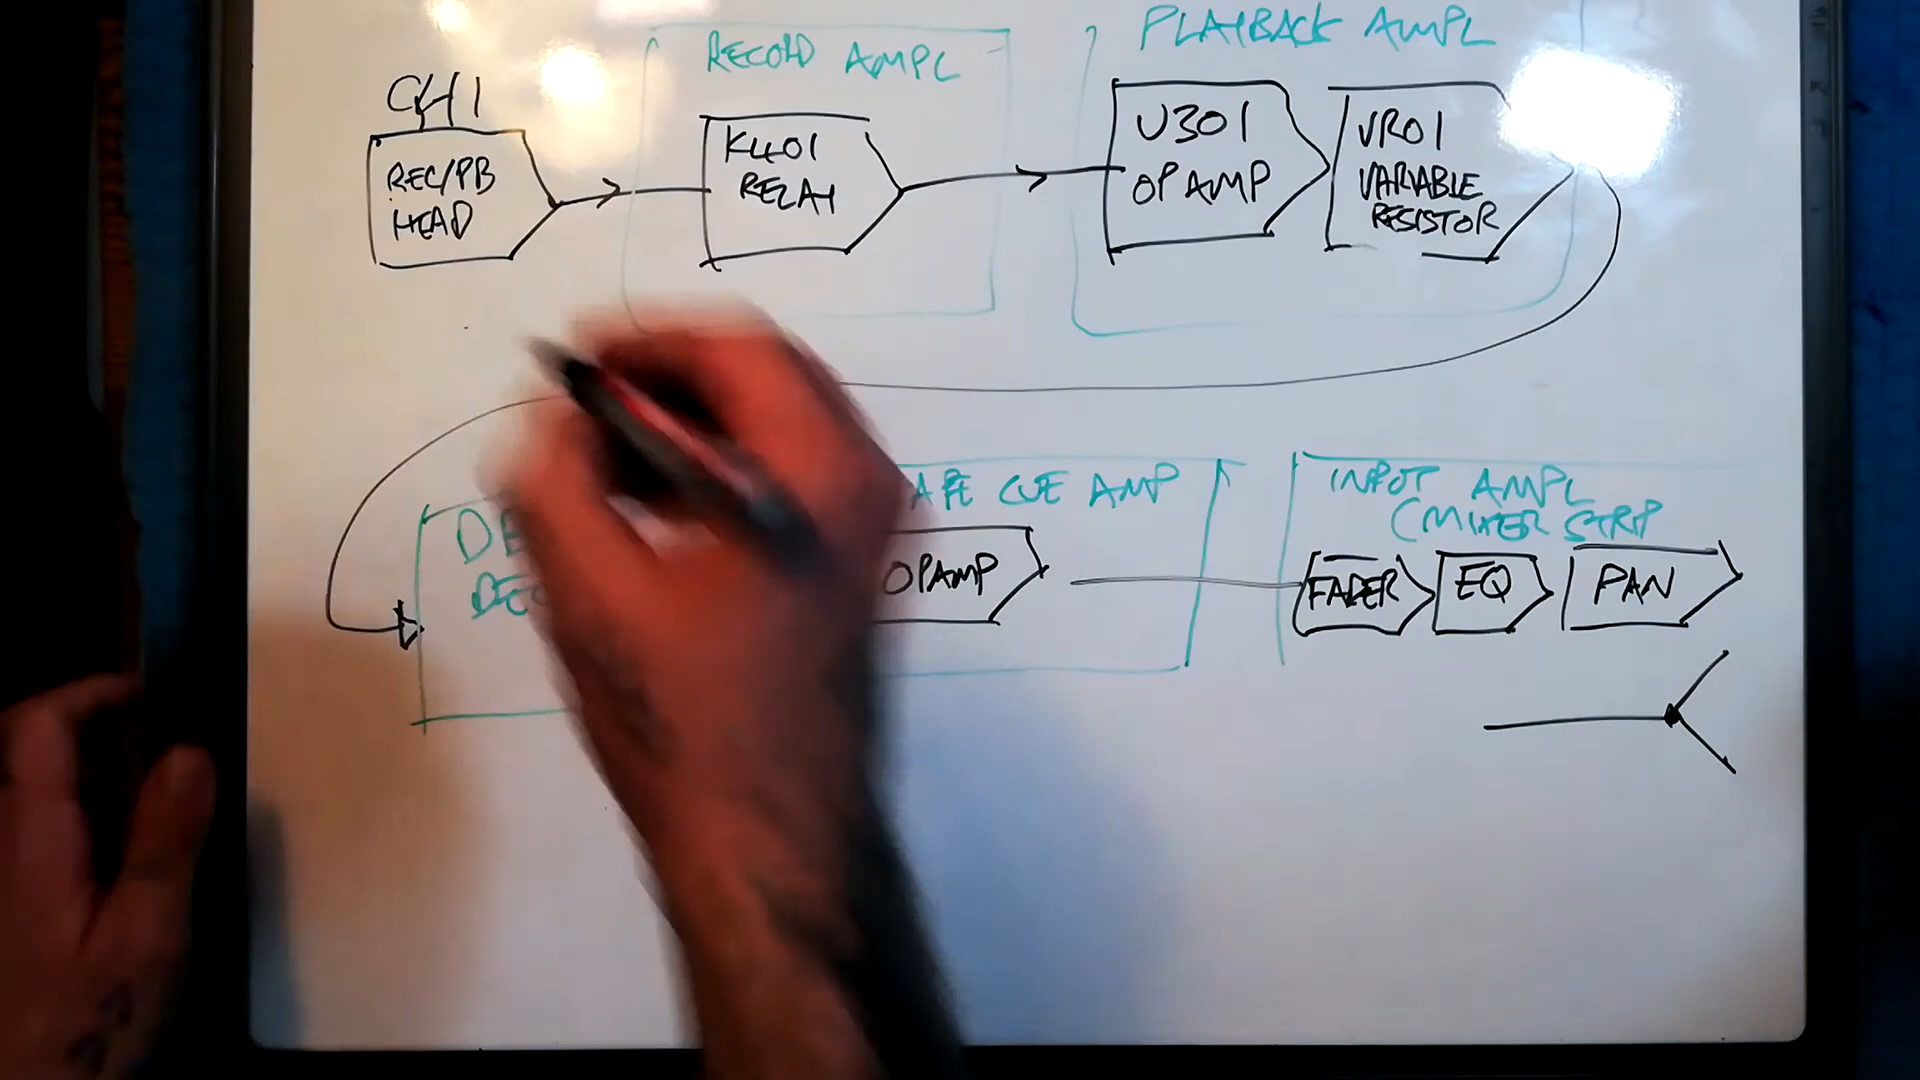 RECORD AMPL
PLAYBACK AMPL
CH1
REC/PB
HEAD
K401
RELAY
U301
OPAMP
VR01
VARIABLE
RESISTOR
CUE AMP
OPAMP
INPUT AMPL
(MIXER STRIP
FADER
EQ
PAN